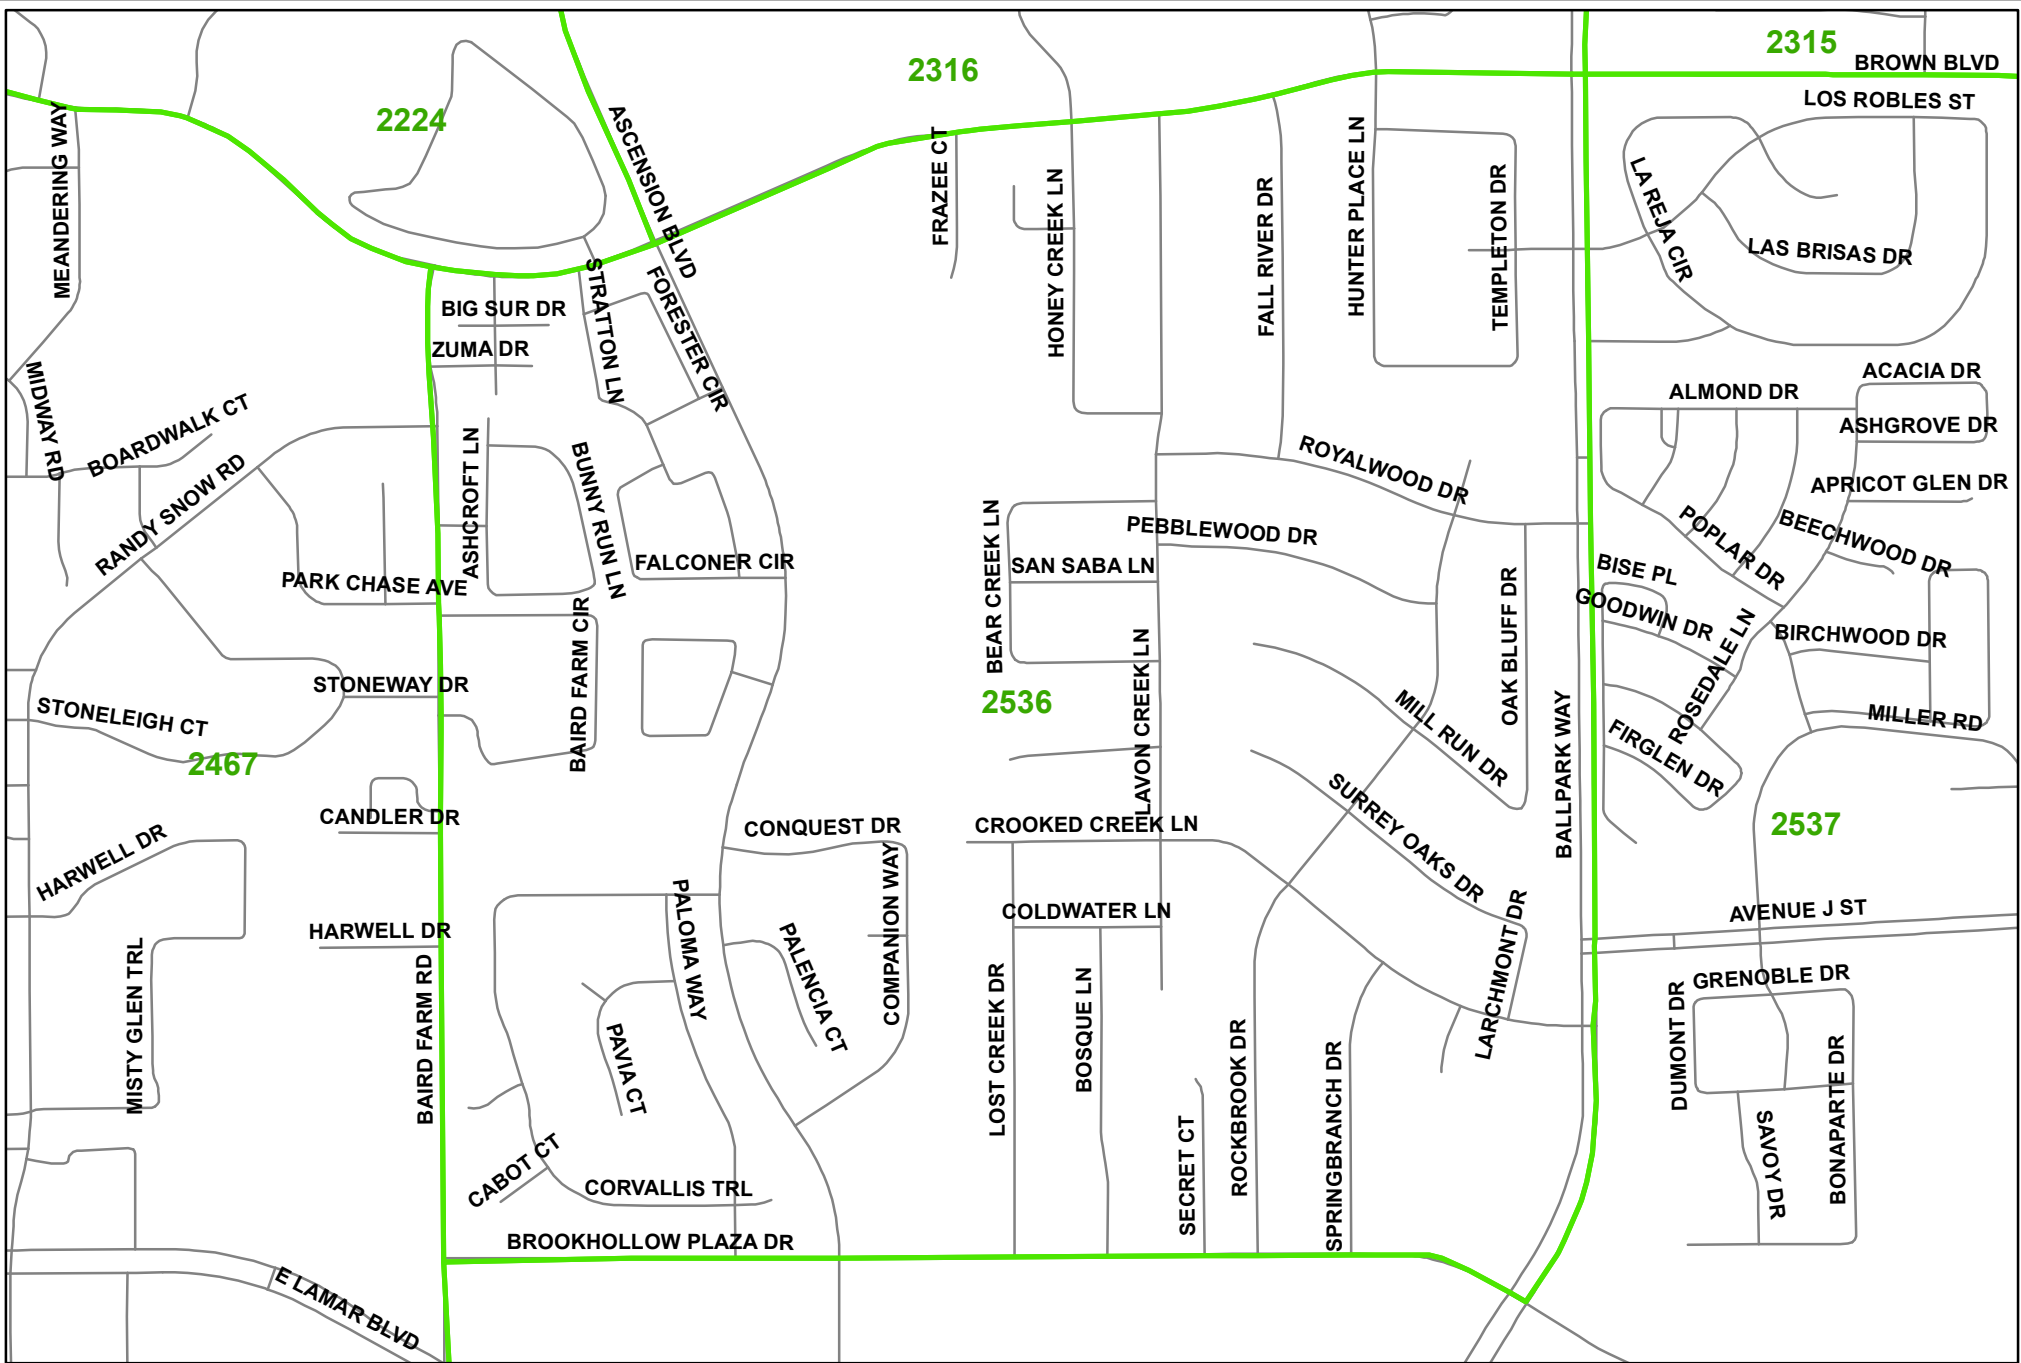 2315
BROWN BLVD
2316
LOS ROBLES ST
2224
ASCENSION BLVD
MEANDERING WAY
FRAZEE CT
HONEY CREEK LN
FALL RIVER DR
HUNTER PLACE LN
TEMPLETON DR
LA REJA CIR
LAS BRISAS DR
STRATTON LN
FORESTER CIR
BIG SUR DR
ZUMA DR
MIDWAY RD
BOARDWALK CT
RANDY SNOW RD
ACACIA DR
ALMOND DR
ASHGROVE DR
APRICOT GLEN DR
ASHCROFT LN
BUNNY RUN LN
ROYALWOOD DR
BEAR CREEK LN
PEBBLEWOOD DR
POPLAR DR
BEECHWOOD DR
FALCONER CIR
SAN SABA LN
BISE PL
PARK CHASE AVE
GOODWIN DR
OAK BLUFF DR
BAIRD FARM CIR
LAVON CREEK LN
ROSEDALE LN
BIRCHWOOD DR
STONEWAY DR
2536
MILL RUN DR
BALLPARK WAY
MILLER RD
STONELEIGH CT
FIRGLEN DR
2467
CANDLER DR
CONQUEST DR
CROOKED CREEK LN
SURREY OAKS DR
2537
HARWELL DR
COMPANION WAY
PALOMA WAY
COLDWATER LN
LARCHMONT DR
AVENUE J ST
HARWELL DR
PALENCIA CT
MISTY GLEN TRL
BAIRD FARM RD
LOST CREEK DR
BOSQUE LN
GRENOBLE DR
DUMONT DR
PAVIA CT
ROCKBROOK DR
SPRINGBRANCH DR
BONAPARTE DR
SECRET CT
SAVOY DR
CABOT CT
CORVALLIS TRL
BROOKHOLLOW PLAZA DR
E LAMAR BLVD